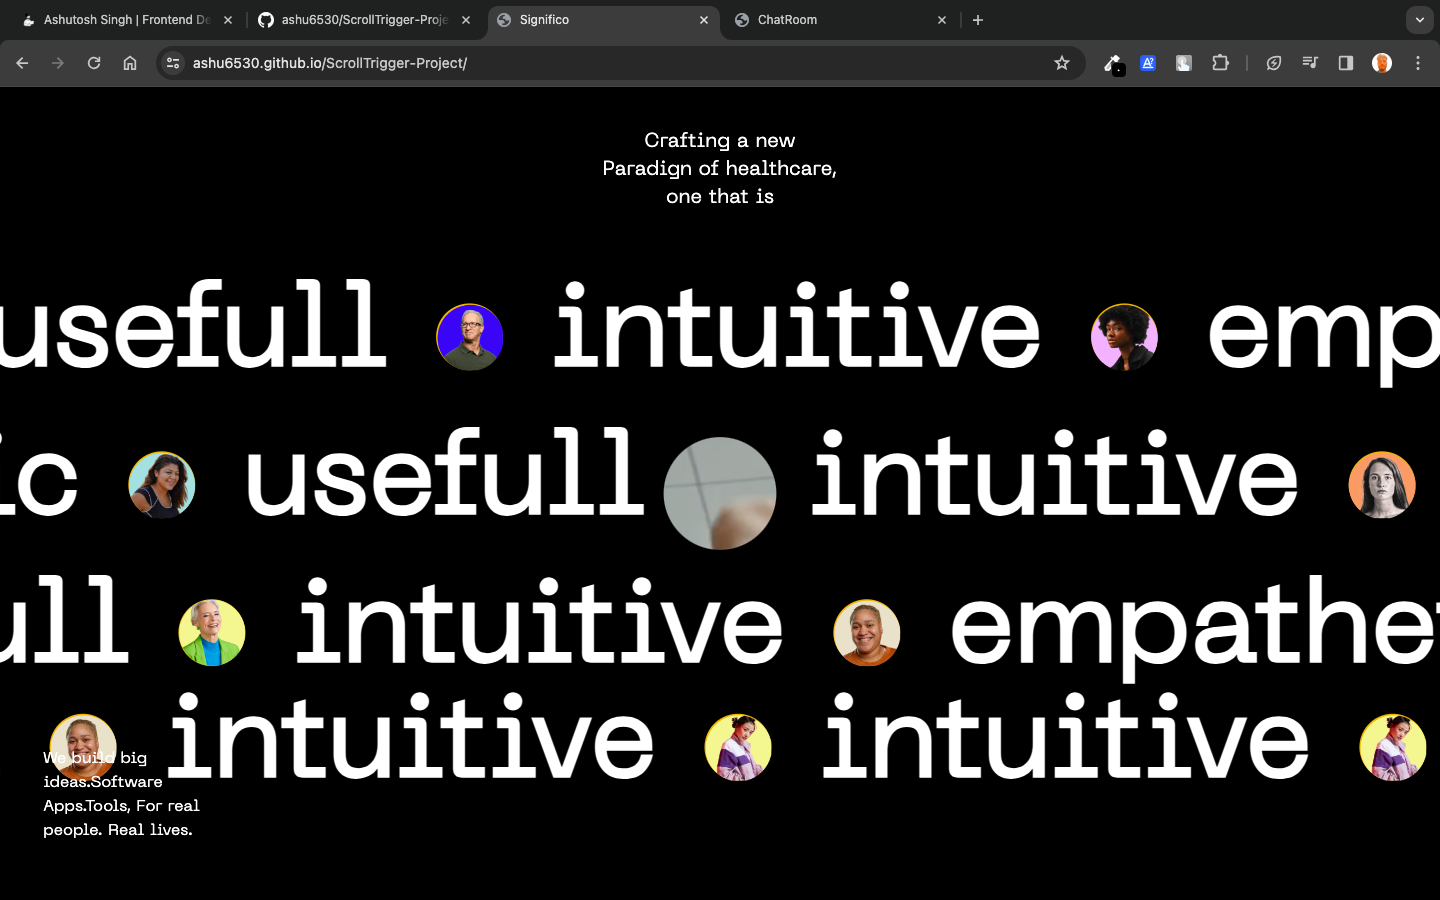 Ashutosh Singh | Frontend De
ashu6530/ScrollTrigger-Proje
Significo
ChatRoom
ashu6530.github.io/ScrollTrigger-Project/
Crafting a new
Paradign of healthcare,
one that is
usefull intuitive emp
ic usefull intuitive
ull intuitive empathet
intuitive intuitive
We build big
ideas.Software
Apps.Tools, For real
people. Real lives.